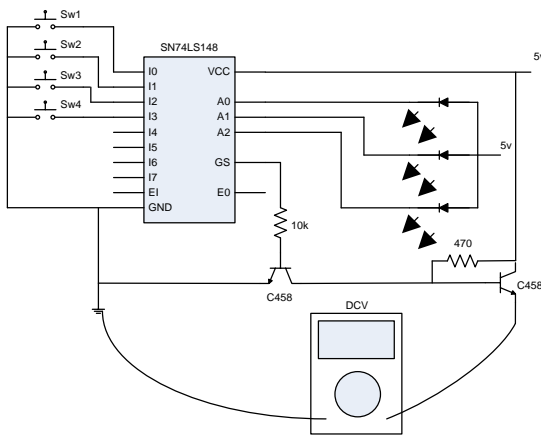 Sw1
Sw2
Sw3
Sw4
SN74LS148
I0
I1
I2
I3
I4
I5
I6
I7
EI
GND
VCC
A0
A1
A2
GS
E0
5v
5v
10k
470
C458
C458
DCV